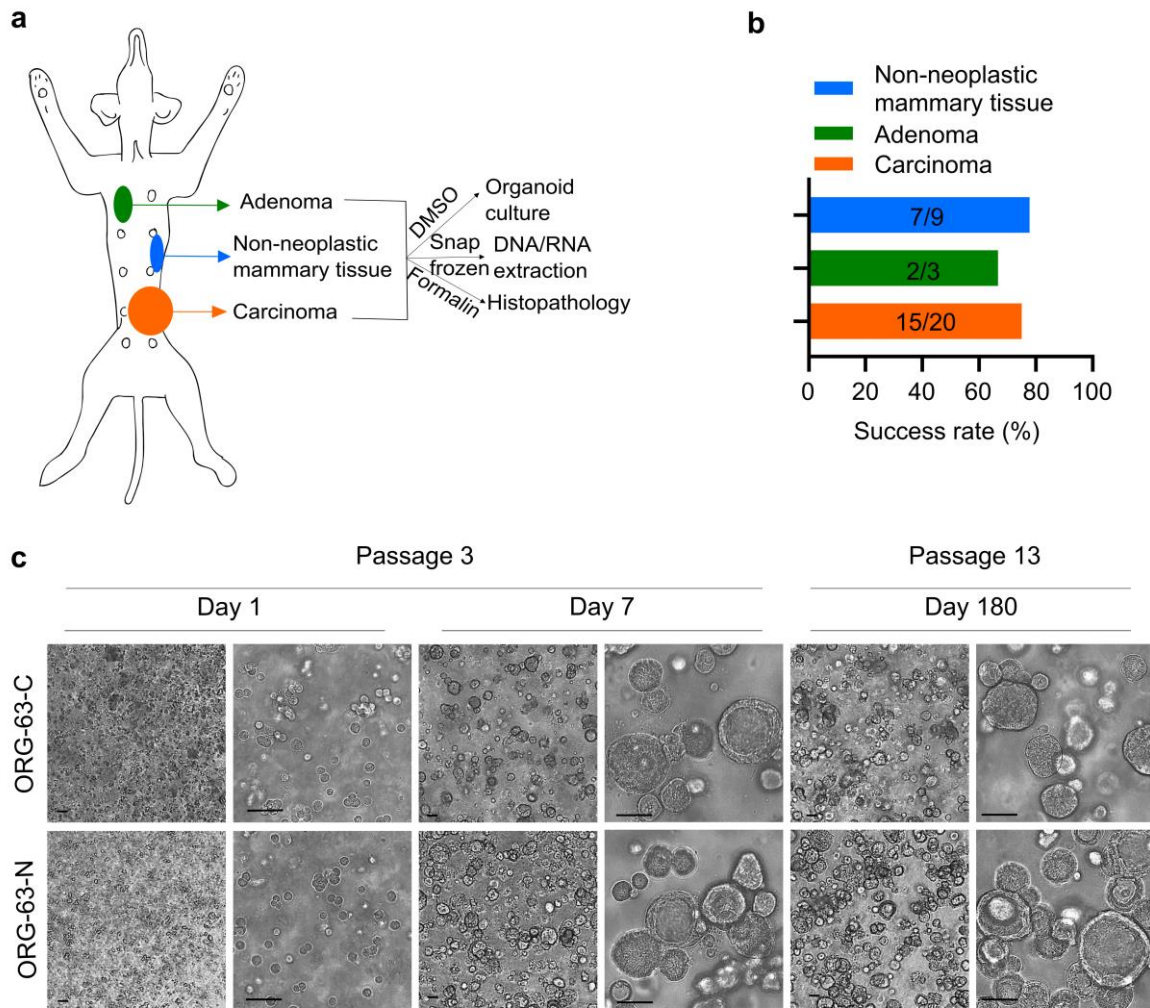 a
Adenoma
Non-neoplastic
mammary tissue
Carcinoma
DMSO
Snap
frozen
Formalin
Organoid
culture
DNA/RNA
extraction
Histopathology
b
Non-neoplastic
mammary tissue
Adenoma
Carcinoma
7/9
2/3
15/20
0 20 40 60 80 100
Success rate (%)
c
Passage 3 Passage 13
Day 1 Day 7 Day 180
ORG-63-C
ORG-63-N